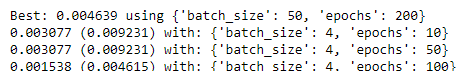 Best: 0.004639 using {'batch_size': 50, 'epochs': 200}
0.003077 (0.009231) with: {'batch_size': 4, 'epochs': 10}
0.003077 (0.009231) with: {'batch_size': 4, 'epochs': 50}
0.001538 (0.004615) with: {'batch_size': 4, 'epochs': 100}